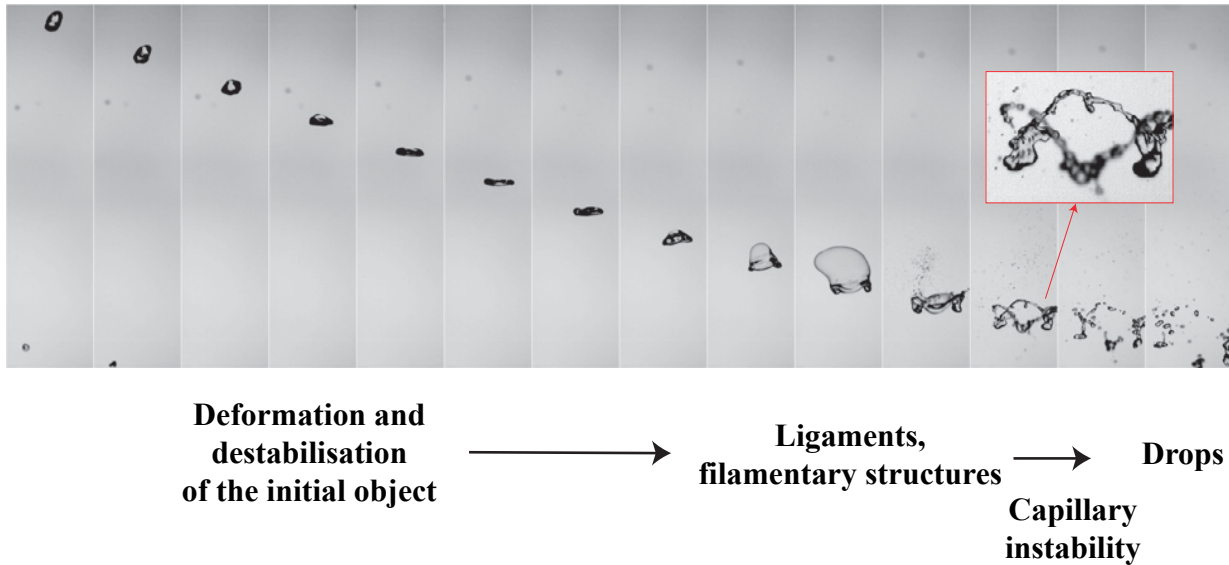 Deformation and
destabilisation
of the initial object
Ligaments,
filamentary structures
Capillary
instability
Drops